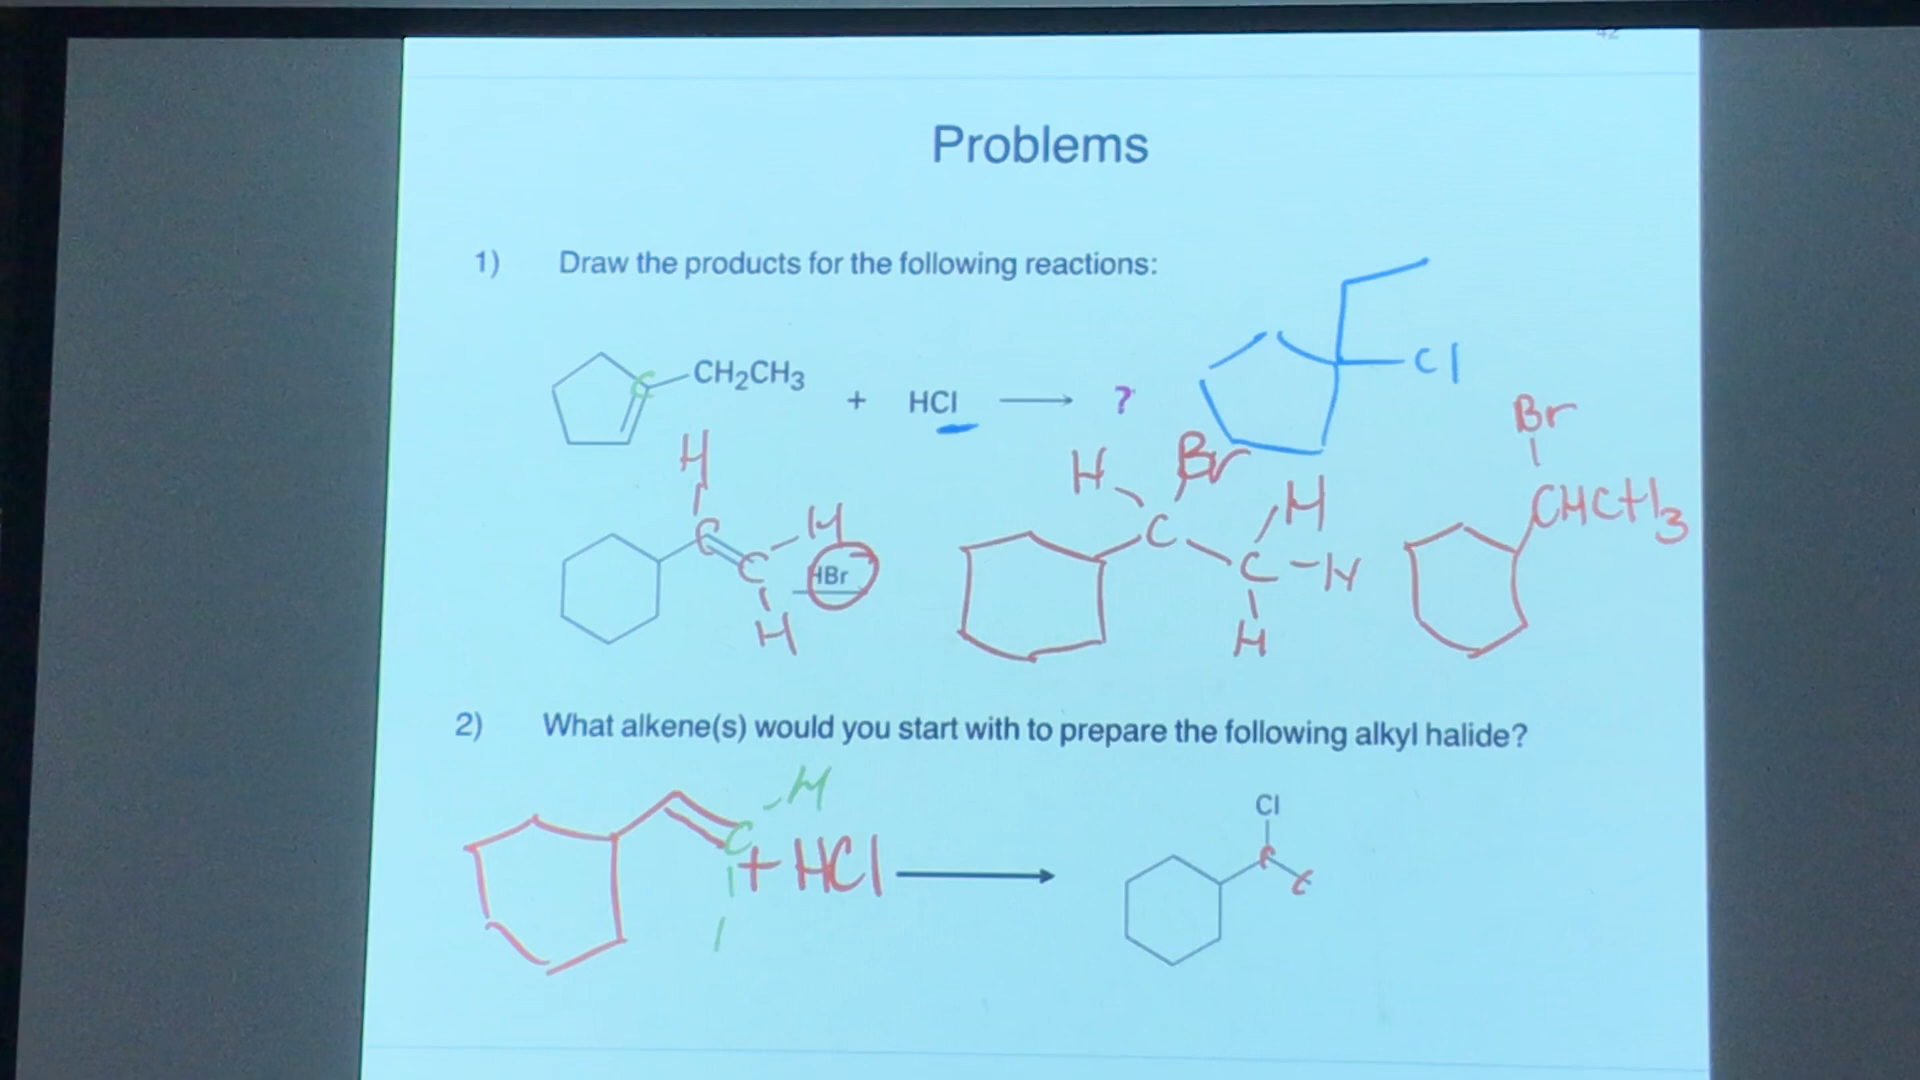 42
Problems
1) Draw the products for the following reactions:
C CH2CH3 + HCl ⟶ ? Cl
H H Br Br
C C H HBr C H C-H CHCH3
H H
2) What alkene(s) would you start with to prepare the following alkyl halide?
H Cl
C + HCl ⟶ C C